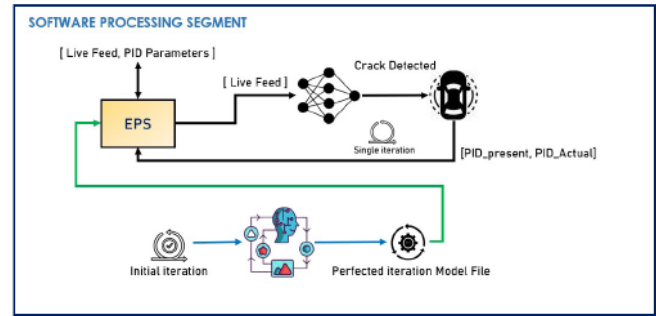 SOFTWARE PROCESSING SEGMENT
[ Live Feed, PID Parameters ]
[ Live Feed ]
Crack Detected
EPS
Single iteration
[PID_present, PID_Actual]
Initial iteration
Perfected iteration Model File